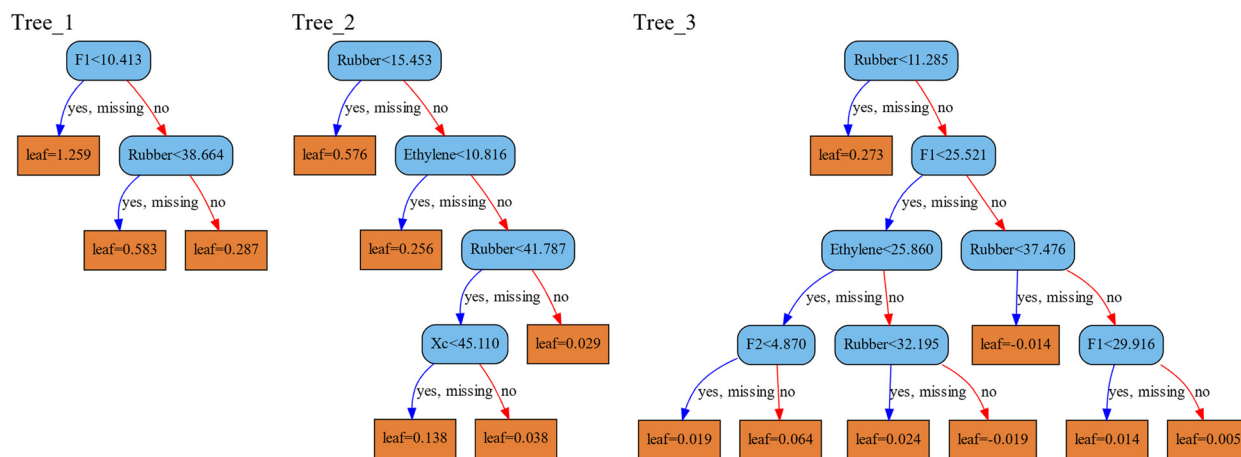 Tree_1
F1<10.413
yes, missing
no
leaf=1.259
Rubber<38.664
yes, missing
no
leaf=0.583
leaf=0.287
Tree_2
Rubber<15.453
yes, missing
no
leaf=0.576
Ethylene<10.816
yes, missing
no
leaf=0.256
Rubber<41.787
yes, missing
no
Xc<45.110
leaf=0.029
yes, missing
no
leaf=0.138
leaf=0.038
Tree_3
Rubber<11.285
yes, missing
no
leaf=0.273
F1<25.521
yes, missing
no
Ethylene<25.860
Rubber<37.476
yes, missing
no
yes, missing
no
F2<4.870
Rubber<32.195
leaf=-0.014
F1<29.916
yes, missing
no
yes, missing
no
yes, missing
no
leaf=0.019
leaf=0.064
leaf=0.024
leaf=-0.019
leaf=0.014
leaf=0.005